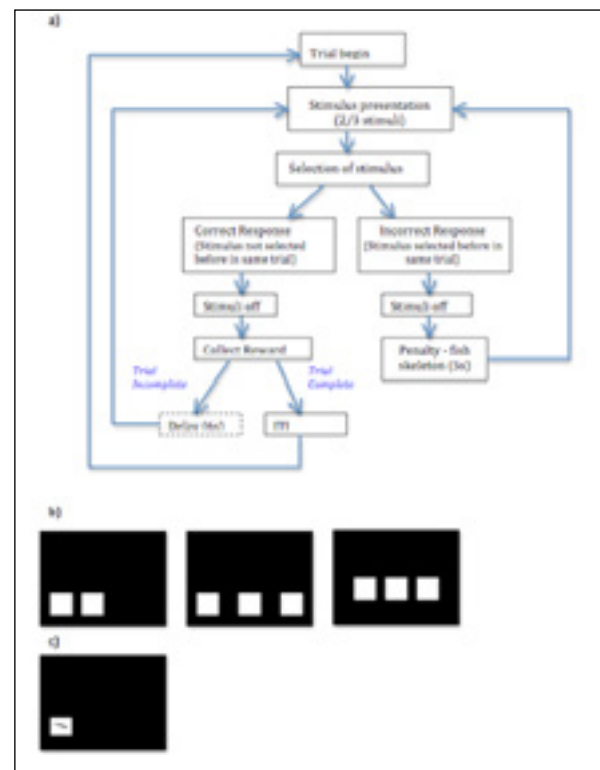 a)
Trial begin
Stimulus presentation
(2/3 stimuli)
Selection of stimulus
Correct Response
(Stimulus not selected
before in same trial)
Incorrect Response
(Stimulus selected before in
same trial)
Stimuli off
Stimuli off
Collect Reward
Penalty - fish
skeleton (3s)
Trial
Incomplete
Trial
Complete
Delay
ITI
b)
c)